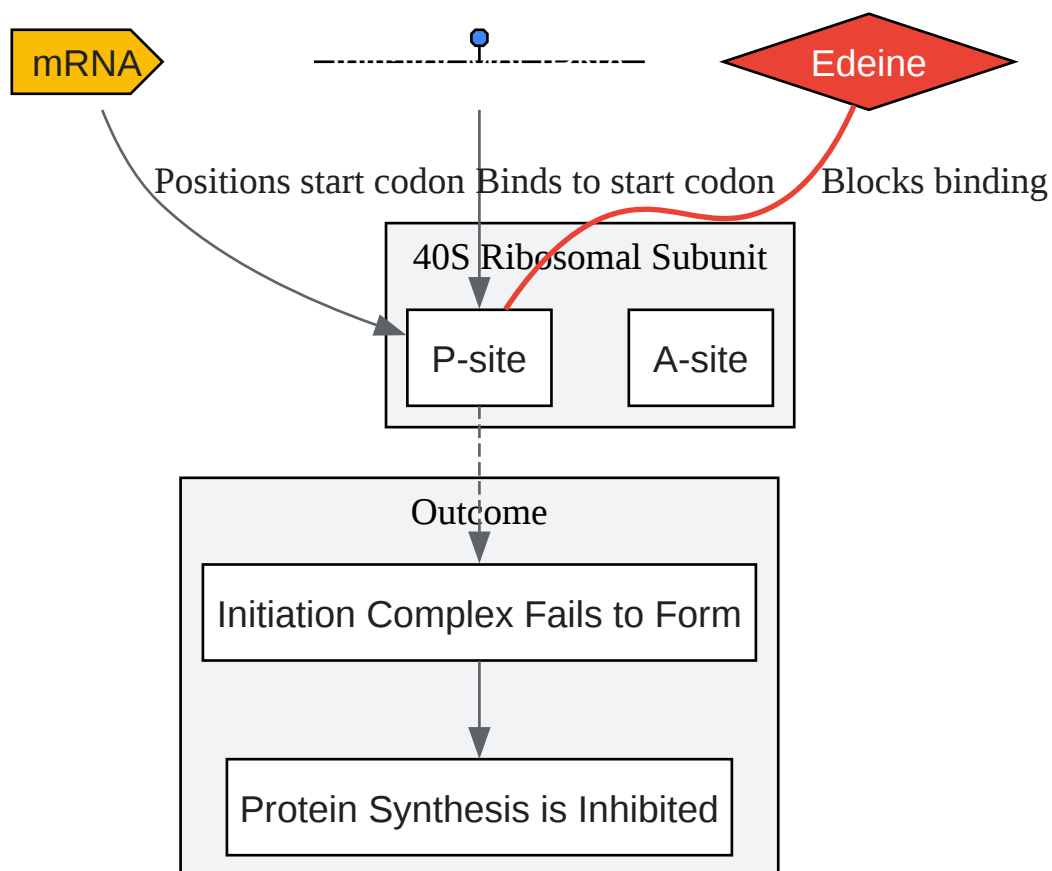 mRNA
Edeine
Positions start codon
Binds to start codon
Blocks binding
40S Ribosomal Subunit
P-site
A-site
Outcome
Initiation Complex Fails to Form
Protein Synthesis is Inhibited